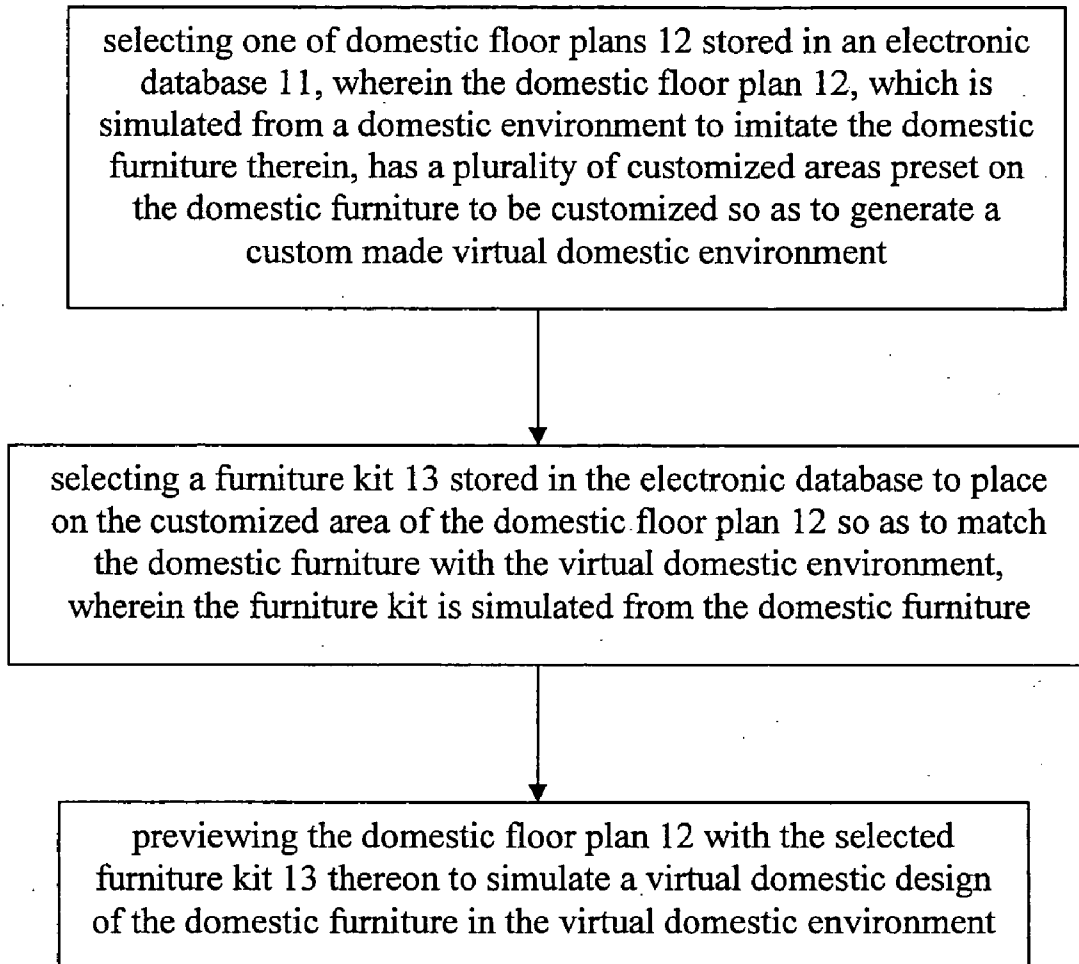 selecting one of domestic floor plans 12 stored in an electronic
database 11, wherein the domestic floor plan 12, which is
simulated from a domestic environment to imitate the domestic
furniture therein, has a plurality of customized areas preset on
the domestic furniture to be customized so as to generate a
custom made virtual domestic environment
selecting a furniture kit 13 stored in the electronic database to place
on the customized area of the domestic floor plan 12 so as to match
the domestic furniture with the virtual domestic environment,
wherein the furniture kit is simulated from the domestic furniture
previewing the domestic floor plan 12 with the selected
furniture kit 13 thereon to simulate a virtual domestic design
of the domestic furniture in the virtual domestic environment